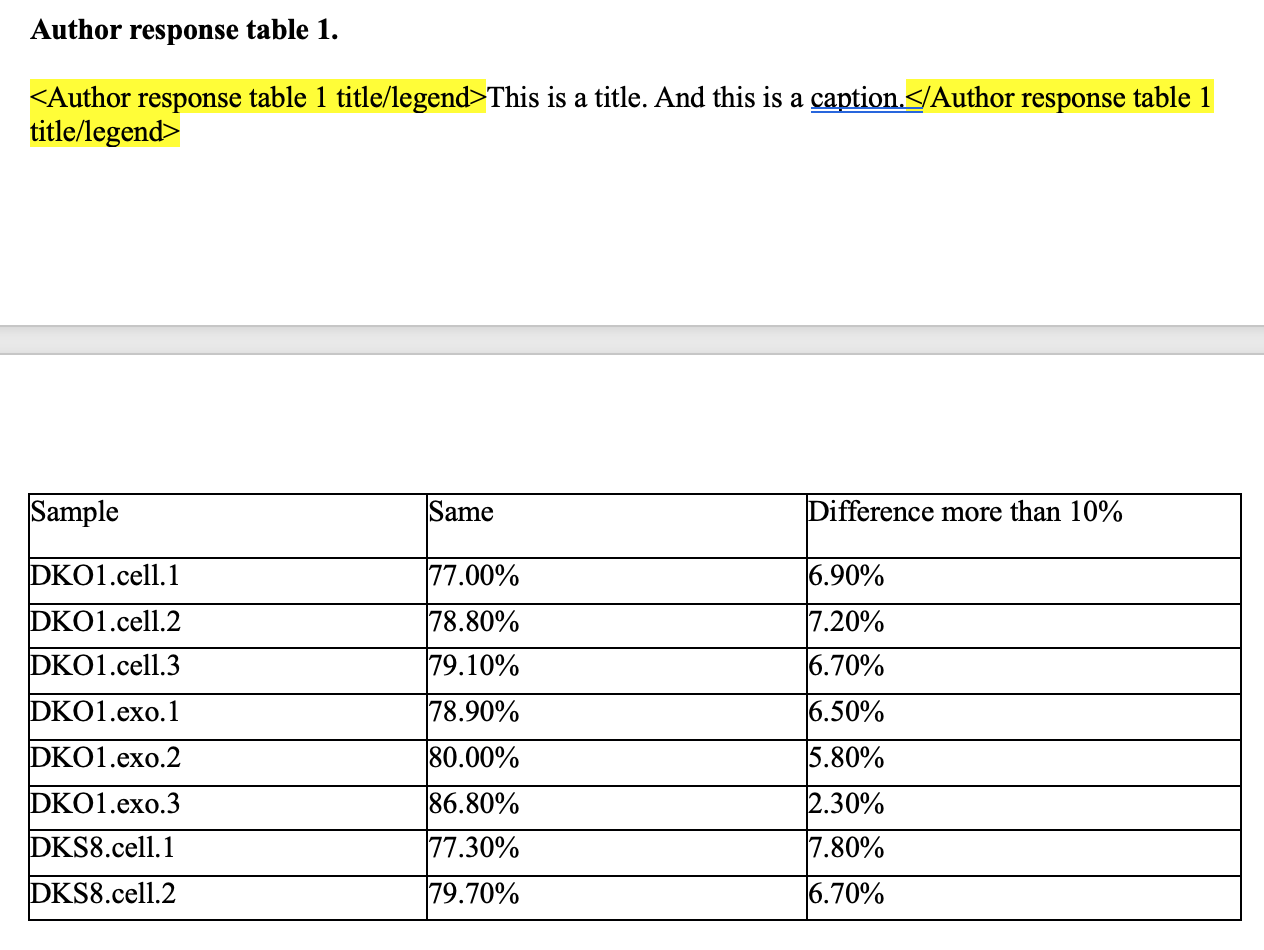 Author response table 1.
<Author response table 1 title/legend>This is a title. And this is a caption.</Author response table 1
title/legend>
Sample Same Difference more than 10%
DKO1.cell.1 77.00% 6.90%
DKO1.cell.2 78.80% 7.20%
DKO1.cell.3 79.10% 6.70%
DKO1.exo.1 78.90% 6.50%
DKO1.exo.2 80.00% 5.80%
DKO1.exo.3 86.80% 2.30%
DKS8.cell.1 77.30% 7.80%
DKS8.cell.2 79.70% 6.70%